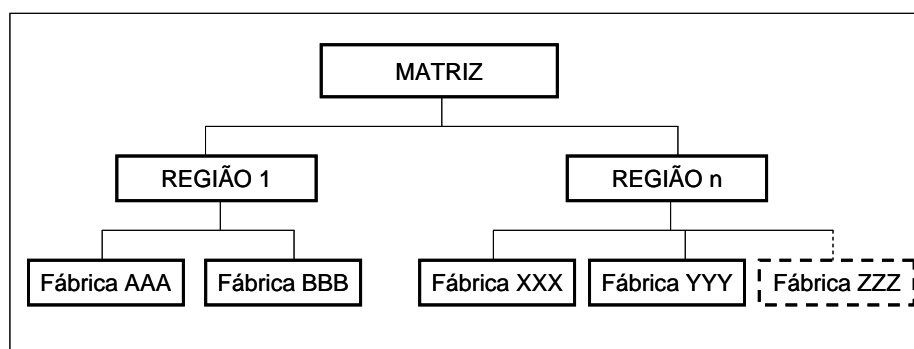 MATRIZ
REGIÃO 1
REGIÃO n
Fábrica AAA
Fábrica BBB
Fábrica XXX
Fábrica YYY
Fábrica ZZZ